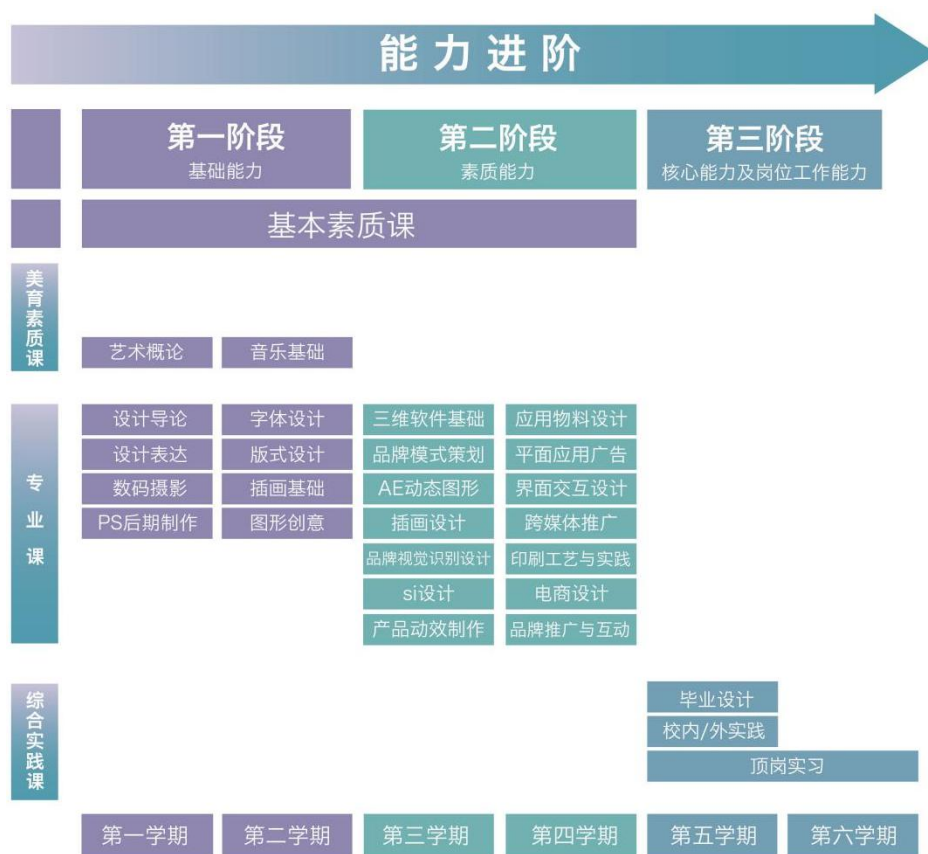 能力进阶
第一阶段 第二阶段 第三阶段
基础能力 素质能力 核心能力及岗位工作能力
基本素质课
美育素质课
艺术概论 音乐基础
专业课
设计导论 字体设计 三维软件基础 应用物料设计
设计表达 版式设计 品牌模式策划 平面应用广告
数码摄影 插画基础 AE动态图形 界面交互设计
PS后期制作 图形创意 插画设计 跨媒体推广
品牌视觉识别设计 印刷工艺与实践
si设计 电商设计
产品动效制作 品牌推广与互动
综合实践课
毕业设计
校内/外实践
顶岗实习
第一学期 第二学期 第三学期 第四学期 第五学期 第六学期